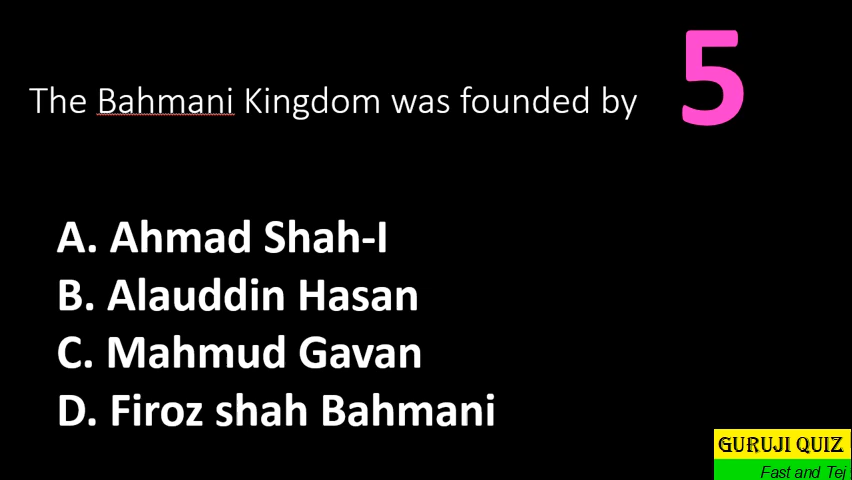 The Bahmani Kingdom was founded by
5
A. Ahmad Shah-I
B. Alauddin Hasan
C. Mahmud Gavan
D. Firoz shah Bahmani
GURUJI QUIZ
Fast and Tej